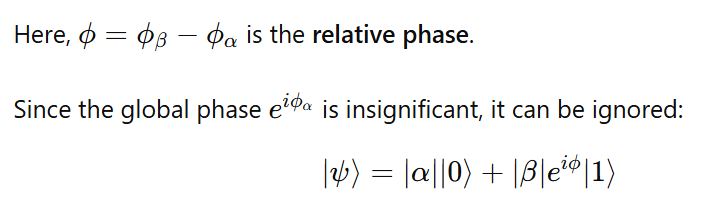 Here, ϕ = ϕ_β − ϕ_α is the relative phase.
Since the global phase e^{iϕ_α} is insignificant, it can be ignored:
|ψ⟩ = |α||0⟩ + |β|e^{iϕ}|1⟩